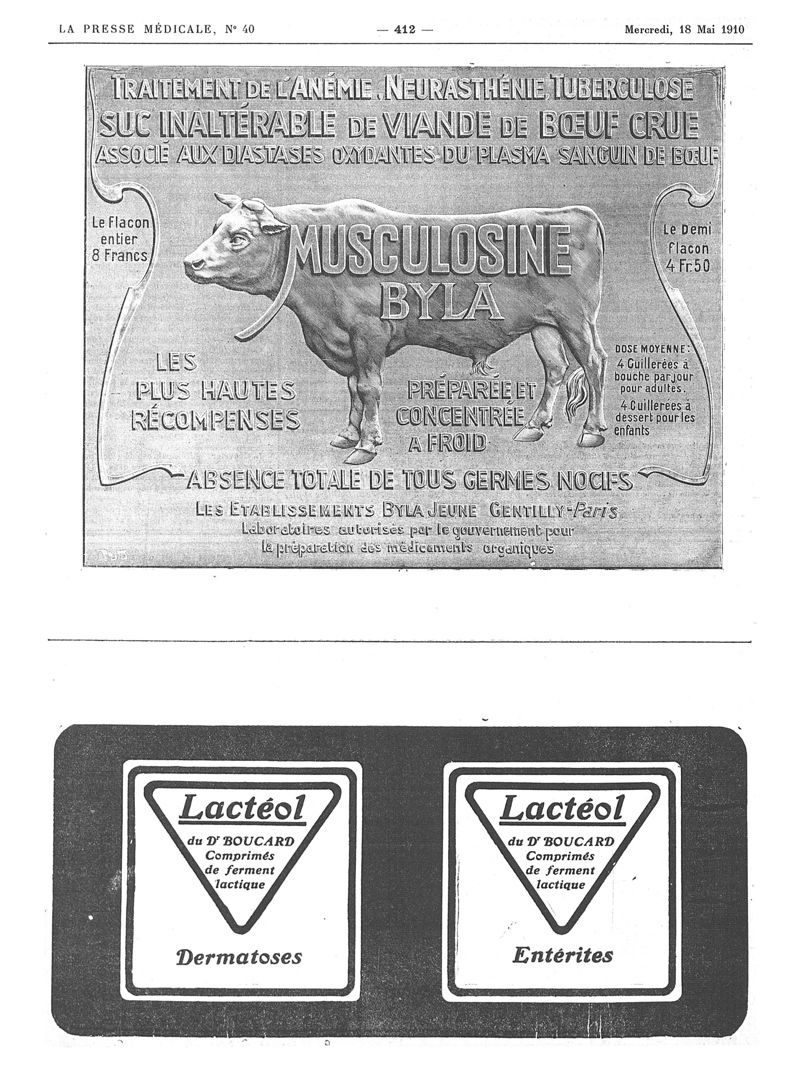 LA PRESSE MÉDICALE, N° 40 — 412 — Mercredi, 18 Mai 1910
TRAITEMENT DE L'ANÉMIE, NEURASTHÉNIE, TUBERCULOSE
SUC INALTÉRABLE DE VIANDE DE BŒUF CRUE
ASSOCIÉ AUX DIASTASES OXYDANTES DU PLASMA SANGUIN DE BŒUF
Le Flacon
entier
8 Francs
Le Demi
flacon
4 Fr.50
MUSCULOSINE
BYLA
LES
PLUS HAUTES
RÉCOMPENSES
PRÉPARÉE ET
CONCENTRÉE
A FROID
DOSE MOYENNE:
4 Cuillerées à
bouche par jour
pour adultes.
4 Cuillerées à
dessert pour les
enfants
ABSENCE TOTALE DE TOUS GERMES NOCIFS
LES ETABLISSEMENTS BYLA JEUNE GENTILLY-Paris
Laboratoires autorisés par le gouvernement pour
la préparation des médicaments organiques
Lactéol
du Dr BOUCARD
Comprimés
de ferment
lactique
Dermatoses
Lactéol
du Dr BOUCARD
Comprimés
de ferment
lactique
Entérites